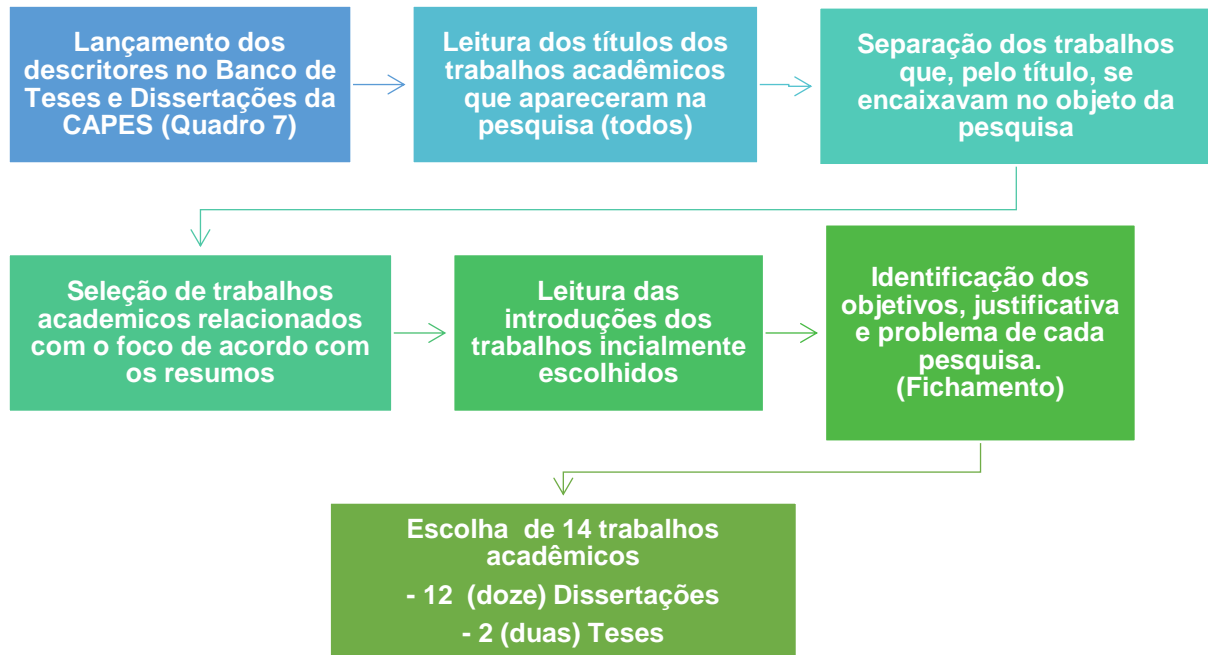 Lançamento dos
descritores no Banco de
Teses e Dissertações da
CAPES (Quadro 7)
Leitura dos títulos dos
trabalhos acadêmicos
que apareceram na
pesquisa (todos)
Separação dos trabalhos
que, pelo título, se
encaixavam no objeto da
pesquisa
Seleção de trabalhos
academicos relacionados
com o foco de acordo com
os resumos
Leitura das
introduções dos
trabalhos incialmente
escolhidos
Identificação dos
objetivos, justificativa
e problema de cada
pesquisa.
(Fichamento)
Escolha de 14 trabalhos
acadêmicos
- 12 (doze) Dissertações
- 2 (duas) Teses